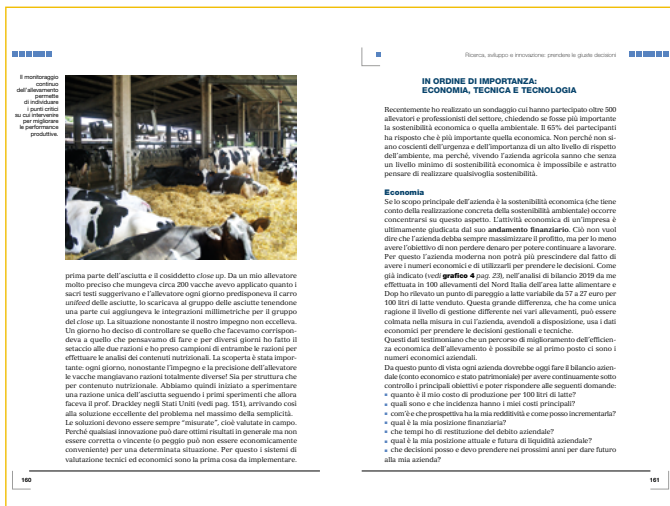 Il monitoraggio
continuo
dell'allevamento
permette
di individuare
i punti critici
su cui intervenire
per migliorare
le performance
produttive.
prima parte dell'asciutta e il cosiddetto close up. Da un mio allevatore
molto preciso che mungeva circa 200 vacche avevo applicato quanto i
sacri testi suggerivano e l'allevatore ogni giorno predisponeva il carro
unifeed delle asciutte, lo scaricava al gruppo delle asciutte tenendone
una parte cui aggiungeva le integrazioni millimetriche per il gruppo
del close up. La situazione nonostante il nostro impegno non eccelleva.
Un giorno ho deciso di controllare se quello che facevamo corrispon-
deva a quello che pensavamo di fare e per diversi giorni ho fatto il
setaccio alle due razioni e ho preso campioni di entrambe le razioni per
effettuare le analisi dei contenuti nutrizionali. La scoperta è stata impor-
tante: ogni giorno, nonostante l'impegno e la precisione dell'allevatore
le vacche mangiavano razioni totalmente diverse! Sia per struttura che
per contenuto nutrizionale. Abbiamo quindi iniziato a sperimentare
una razione unica dell'asciutta seguendo i primi sperimenti che allora
faceva il prof. Drackley negli Stati Uniti (vedi pag. 151), arrivando così
alla soluzione eccellente del problema nel massimo della semplicità.
Le soluzioni devono essere sempre "misurate", cioè valutate in campo.
Perché qualsiasi innovazione può dare ottimi risultati in generale ma non
essere corretta o vincente (o peggio può non essere economicamente
conveniente) per una determinata situazione. Per questo i sistemi di
valutazione tecnici ed economici sono la prima cosa da implementare.
160
Ricerca, sviluppo e innovazione: prendere le giuste decisioni
IN ORDINE DI IMPORTANZA:
ECONOMIA, TECNICA E TECNOLOGIA
Recentemente ho realizzato un sondaggio cui hanno partecipato oltre 500
allevatori e professionisti del settore, chiedendo se fosse più importante
la sostenibilità economica o quella ambientale. Il 65% dei partecipanti
ha risposto che è più importante quella economica. Non perché non si-
ano coscienti dell'urgenza e dell'importanza di un alto livello di rispetto
dell'ambiente, ma perché, vivendo l'azienda agricola sanno che senza
un livello minimo di sostenibilità economica è impossibile e astratto
pensare di realizzare qualsivoglia sostenibilità.
Economia
Se lo scopo principale dell'azienda è la sostenibilità economica (che tiene
conto della realizzazione concreta della sostenibilità ambientale) occorre
concentrarsi su questo aspetto. L'attività economica di un'impresa è
ultimamente giudicata dal suo andamento finanziario. Ciò non vuol
dire che l'azienda debba sempre massimizzare il profitto, ma per lo meno
avere l'obiettivo di non perdere denaro per potere continuare a lavorare.
Per questo l'azienda moderna non potrà più prescindere dal fatto di
avere i numeri economici e di utilizzarli per prendere le decisioni. Come
già indicato (vedi grafico 4 pag. 23), nell'analisi di bilancio 2019 da me
effettuata in 100 allevamenti del Nord Italia dell'area latte alimentare e
Dop ho rilevato un punto di pareggio a latte variabile da 57 a 27 euro per
100 litri di latte venduto. Questa grande differenza, che ha come unica
ragione il livello di gestione differente nei vari allevamenti, può essere
colmata nella misura in cui l'azienda, avendoli a disposizione, usa i dati
economici per prendere le decisioni gestionali e tecniche.
Questi dati testimoniano che un percorso di miglioramento dell'efficien-
za economica dell'allevamento è possibile se al primo posto ci sono i
numeri economici aziendali.
Da questo punto di vista ogni azienda dovrebbe oggi fare il bilancio azien-
dale (conto economico e stato patrimoniale) per avere continuamente sotto
controllo i principali obiettivi e poter rispondere alle seguenti domande:
▪ quanto è il mio costo di produzione per 100 litri di latte?
▪ quali sono e che incidenza hanno i miei costi principali?
▪ com'è e che prospettiva ha la mia redditività e come posso incrementarla?
▪ qual è la mia posizione finanziaria?
▪ che tempi ho di restituzione del debito aziendale?
▪ qual è la mia posizione attuale e futura di liquidità aziendale?
▪ che decisioni posso e devo prendere nei prossimi anni per dare futuro
alla mia azienda?
161